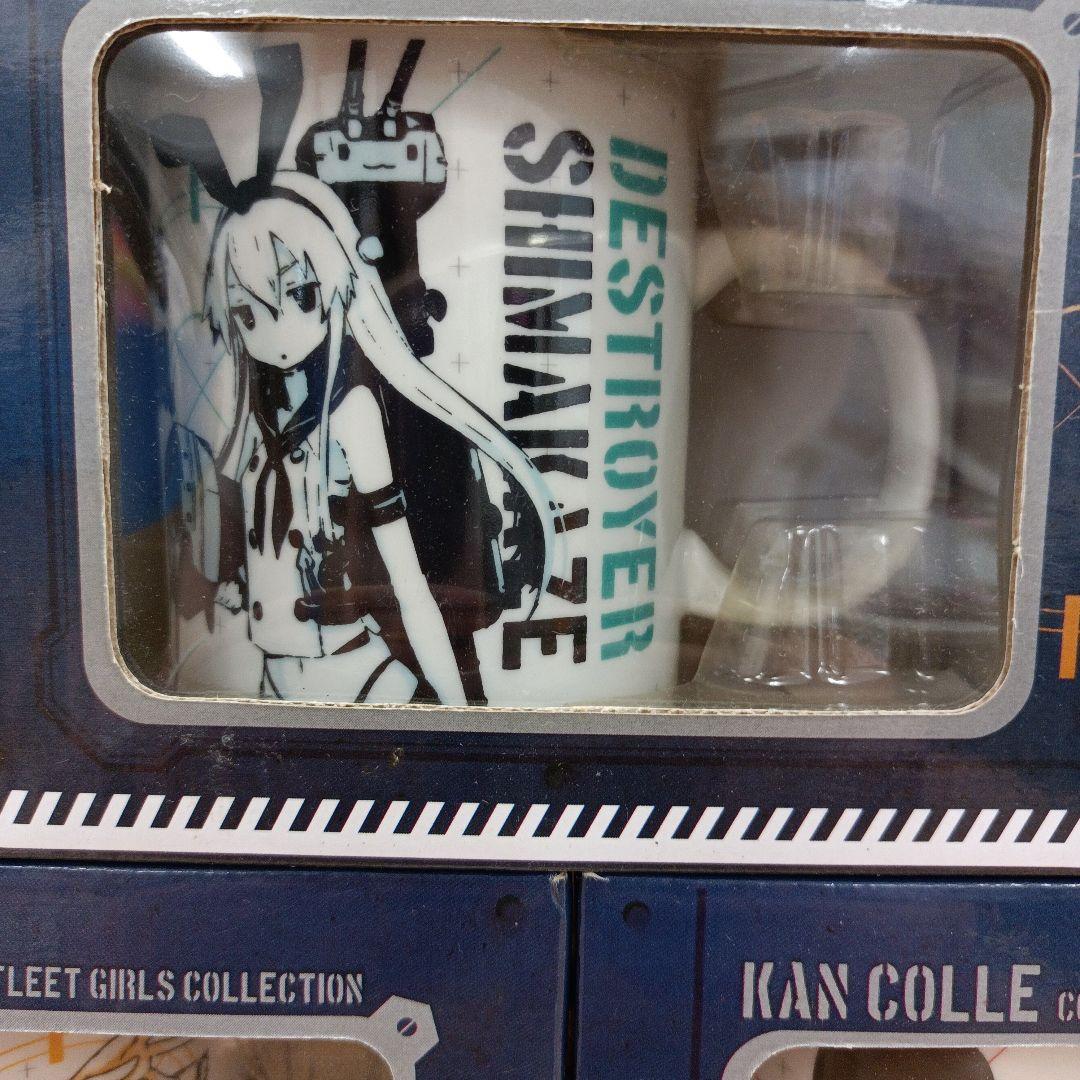 DESTROYER
SHIMAKAZE
FLEET GIRLS COLLECTION
KAN COLLE